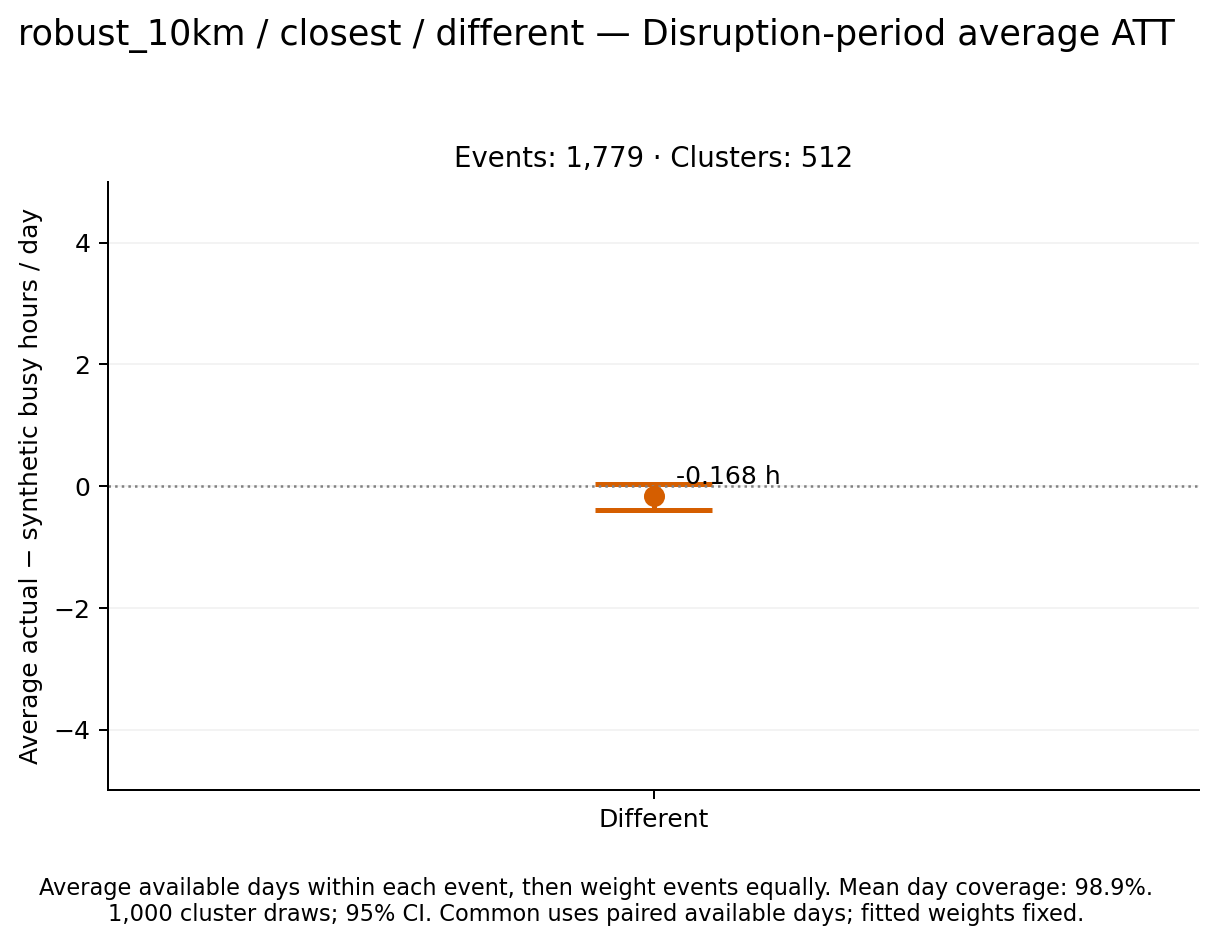 robust_10km / closest / different — Disruption-period average ATT
Events: 1,779 · Clusters: 512
Average actual − synthetic busy hours / day
4
2
0
−2
−4
-0.168 h
Different
Average available days within each event, then weight events equally. Mean day coverage: 98.9%.
1,000 cluster draws; 95% CI. Common uses paired available days; fitted weights fixed.